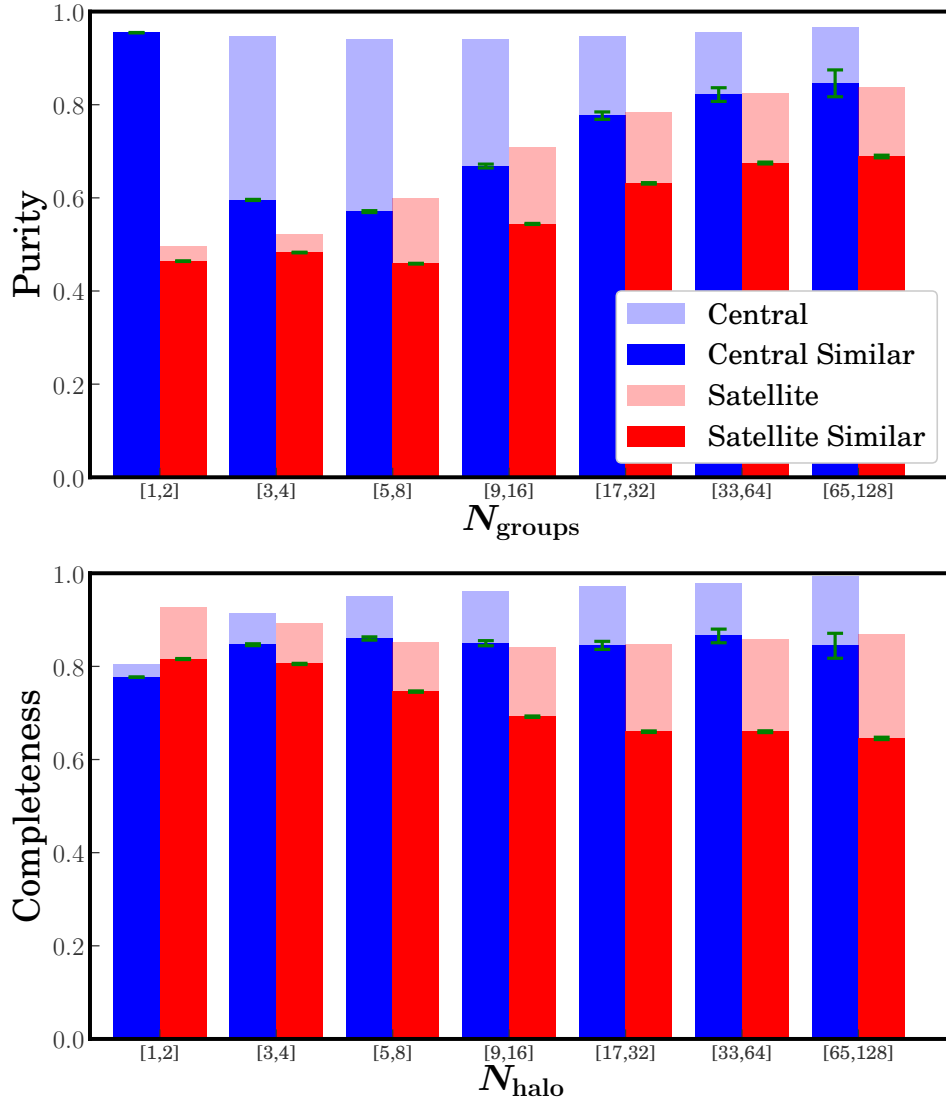 1.0
0.8
0.6
0.4
0.2
0.0
Purity
Central
Central Similar
Satellite
Satellite Similar
[1,2] [3,4] [5,8] [9,16] [17,32] [33,64] [65,128]
N_groups
1.0
0.8
0.6
0.4
0.2
0.0
Completeness
[1,2] [3,4] [5,8] [9,16] [17,32] [33,64] [65,128]
N_halo